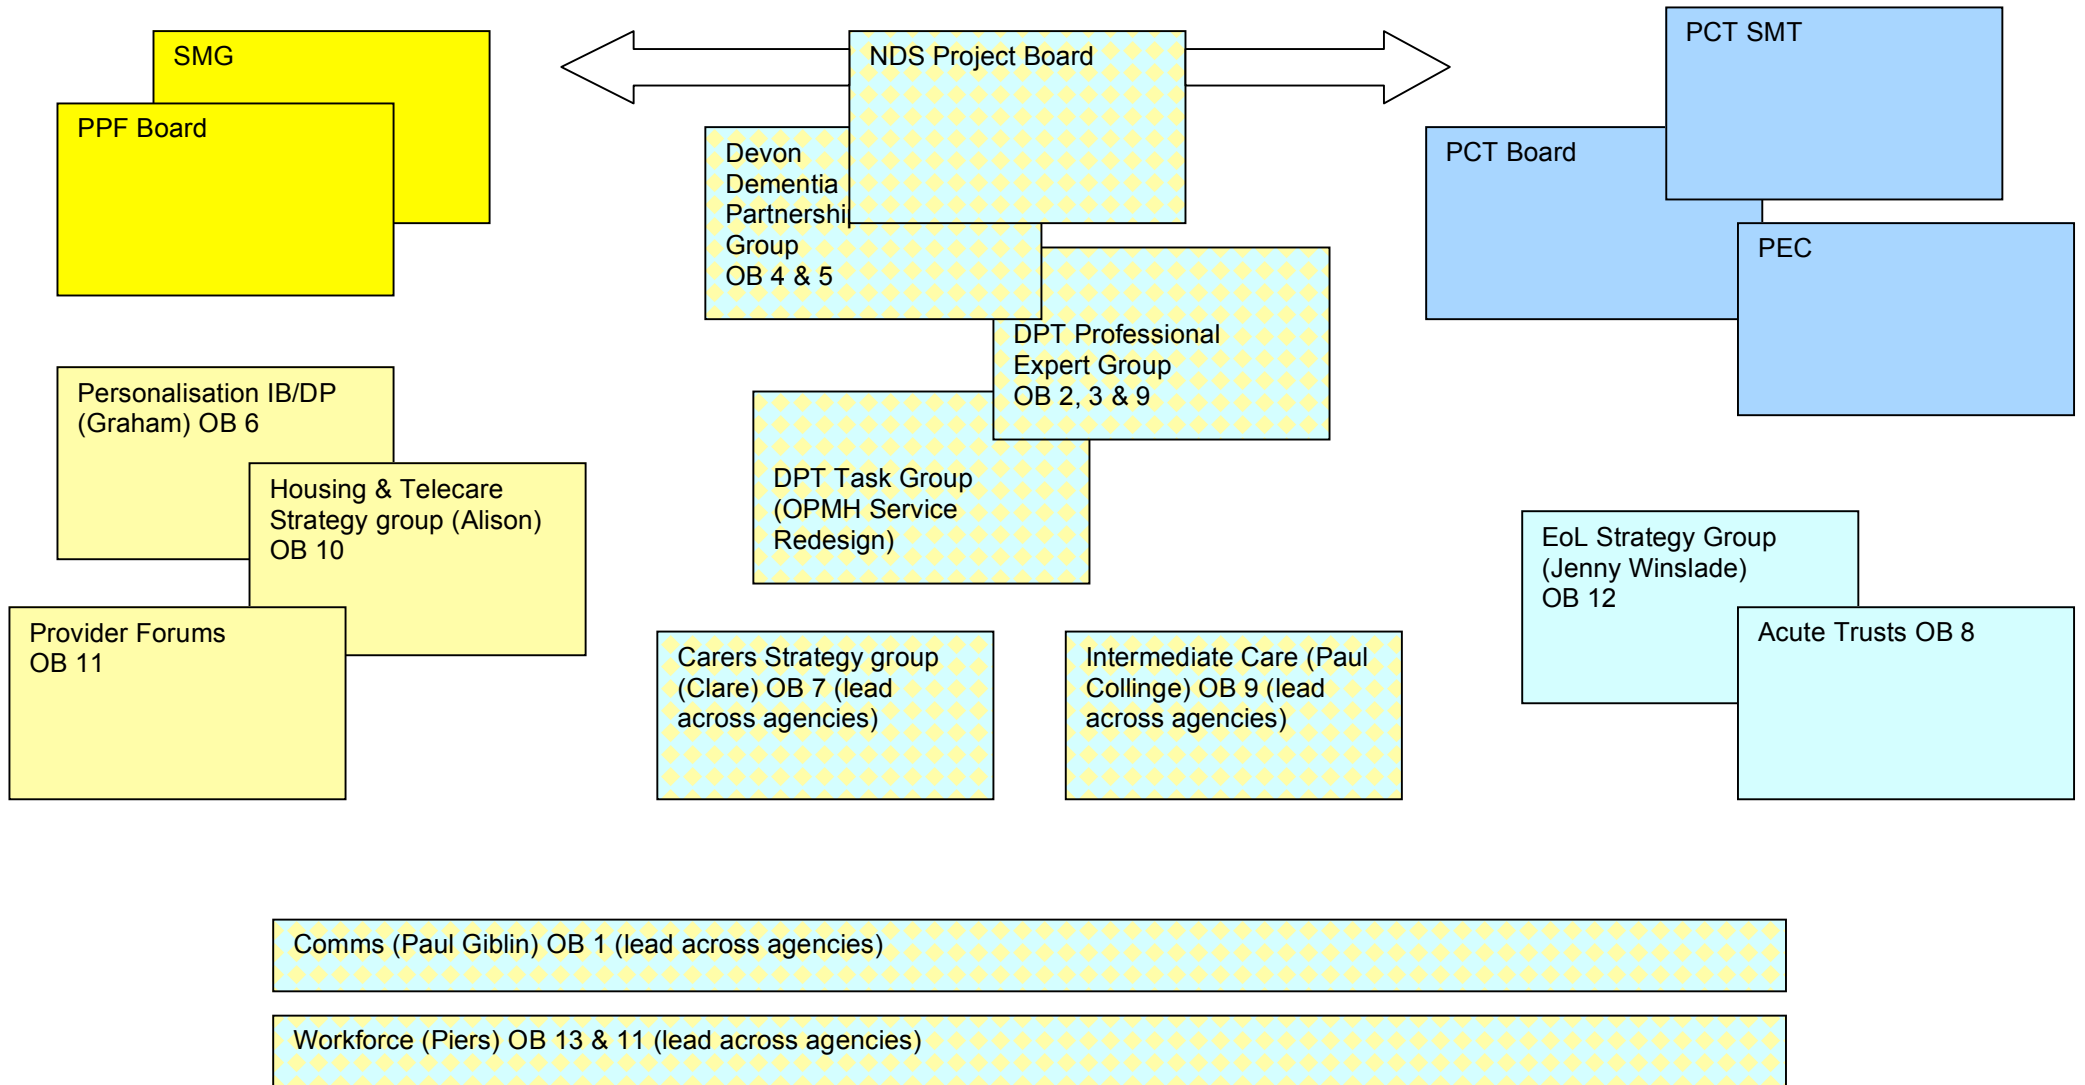 SMG
PPF Board
NDS Project Board
Devon
Dementia
Partnershi
Group
OB 4 & 5
PCT SMT
PCT Board
PEC
DPT Professional
Expert Group
OB 2, 3 & 9
DPT Task Group
(OPMH Service
Redesign)
Personalisation IB/DP
(Graham) OB 6
Housing & Telecare
Strategy group (Alison)
OB 10
Provider Forums
OB 11
Carers Strategy group
(Clare) OB 7 (lead
across agencies)
Intermediate Care (Paul
Collinge) OB 9 (lead
across agencies)
EoL Strategy Group
(Jenny Winslade)
OB 12
Acute Trusts OB 8
Comms (Paul Giblin) OB 1 (lead across agencies)
Workforce (Piers) OB 13 & 11 (lead across agencies)